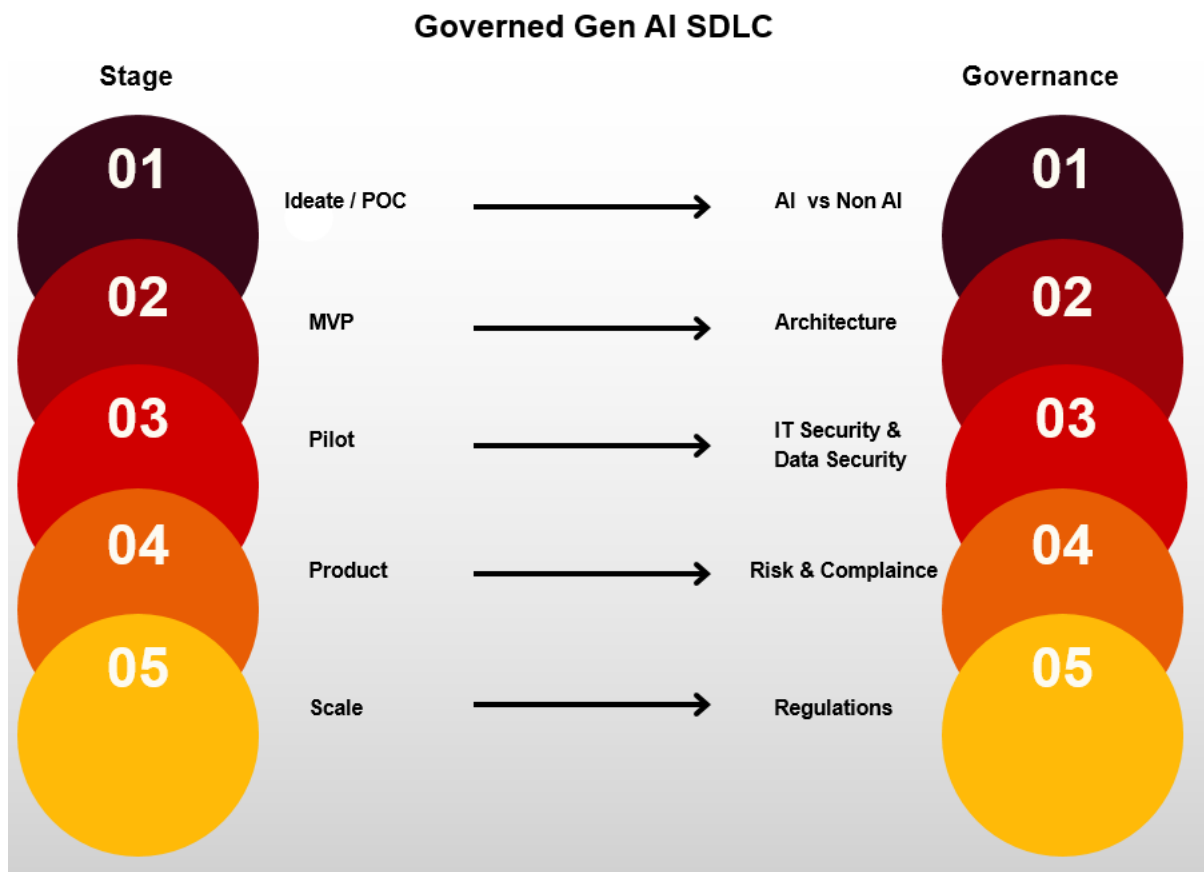 Governed Gen AI SDLC
Stage
Governance
01
Ideate / POC
AI vs Non AI
01
02
MVP
Architecture
02
03
Pilot
IT Security &
Data Security
03
04
Product
Risk & Complaince
04
05
Scale
Regulations
05